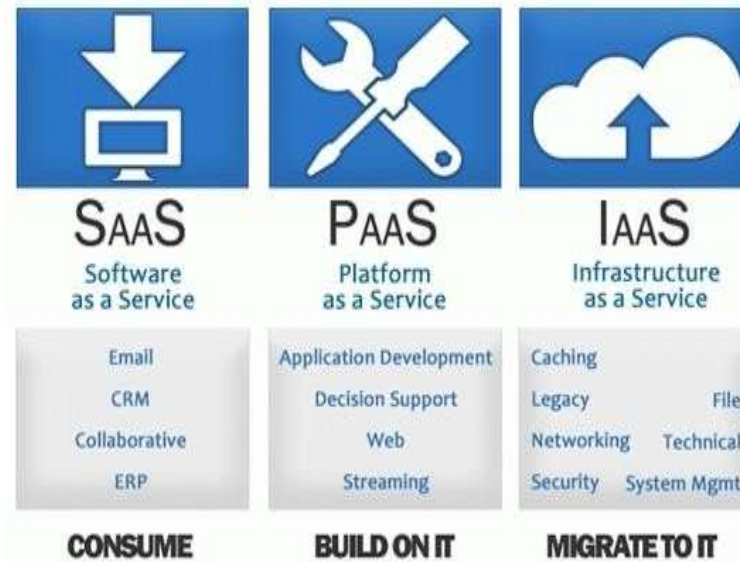 SAAS
Software
as a Service
Email
CRM
Collaborative
ERP
CONSUME
PAAS
Platform
as a Service
Application Development
Decision Support
Web
Streaming
BUILD ON IT
IAAS
Infrastructure
as a Service
Caching
Legacy File
Networking Technical
Security System Mgmt
MIGRATE TO IT